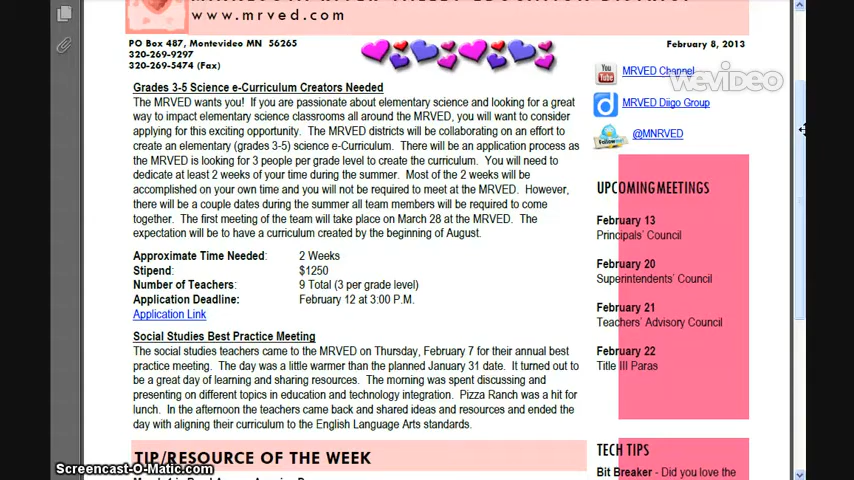 www.mrved.com
PO Box 487, Montevideo MN 56265
320-269-9297
320-269-5474 (Fax)
February 8, 2013
Grades 3-5 Science e-Curriculum Creators Needed
The MRVED wants you! If you are passionate about elementary science and looking for a great
way to impact elementary science classrooms all around the MRVED, you will want to consider
applying for this exciting opportunity. The MRVED districts will be collaborating on an effort to
create an elementary (grades 3-5) science e-Curriculum. There will be an application process as
the MRVED is looking for 3 people per grade level to create the curriculum. You will need to
dedicate at least 2 weeks of your time during the summer. Most of the 2 weeks will be
accomplished on your own time and you will not be required to meet at the MRVED. However,
there will be a couple dates during the summer all team members will be required to come
together. The first meeting of the team will take place on March 28 at the MRVED. The
expectation will be to have a curriculum created by the beginning of August.
Approximate Time Needed: 2 Weeks
Stipend: $1250
Number of Teachers: 9 Total (3 per grade level)
Application Deadline: February 12 at 3:00 P.M.
Application Link
Social Studies Best Practice Meeting
The social studies teachers came to the MRVED on Thursday, February 7 for their annual best
practice meeting. The day was a little warmer than the planned January 31 date. It turned out to
be a great day of learning and sharing resources. The morning was spent discussing and
presenting on different topics in education and technology integration. Pizza Ranch was a hit for
lunch. In the afternoon the teachers came back and shared ideas and resources and ended the
day with aligning their curriculum to the English Language Arts standards.
TIP/RESOURCE OF THE WEEK
You
Tube
MRVED Channel
wevideo
d
MRVED Diigo Group
Follow me
@MNRVED
UPCOMING MEETINGS
February 13
Principals' Council
February 20
Superintendents' Council
February 21
Teachers' Advisory Council
February 22
Title III Paras
TECH TIPS
Bit Breaker - Did you love the
Screencast-O-Matic.com